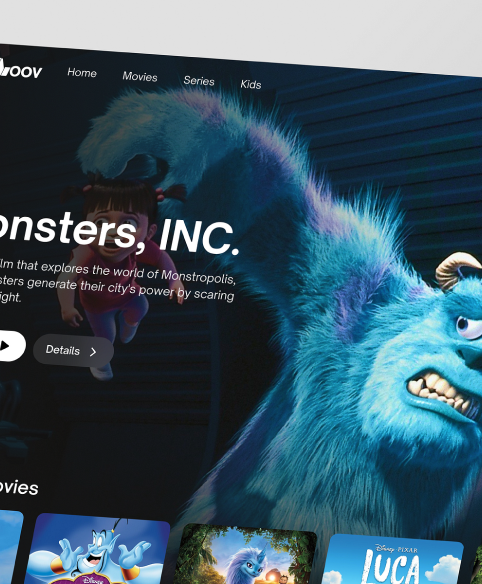 oov
Home Movies Series Kids
onsters, INC.
lm that explores the world of Monstropolis,
sters generate their city's power by scaring
ight.
Details
ovies
Disney
Disney · PIXAR
LUCA